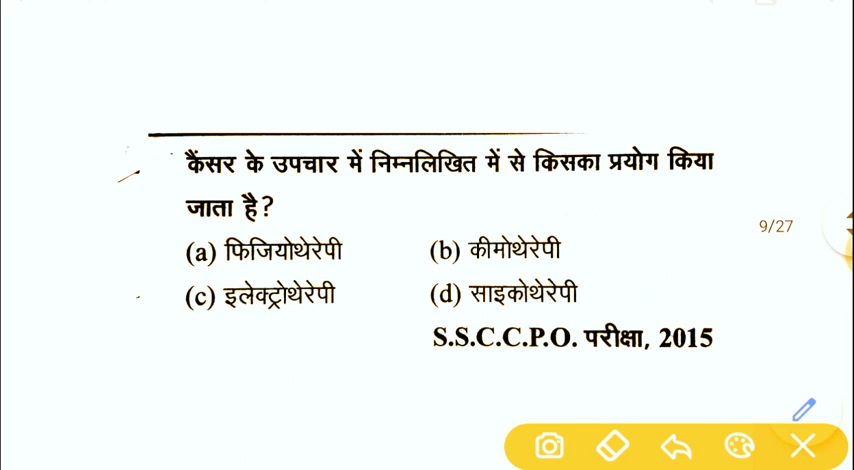 कैंसर के उपचार में निम्नलिखित में से किसका प्रयोग किया
जाता है?
9/27
(a) फिजियोथेरेपी (b) कीमोथेरेपी
(c) इलेक्ट्रोथेरेपी (d) साइकोथेरेपी
S.S.C.C.P.O. परीक्षा, 2015